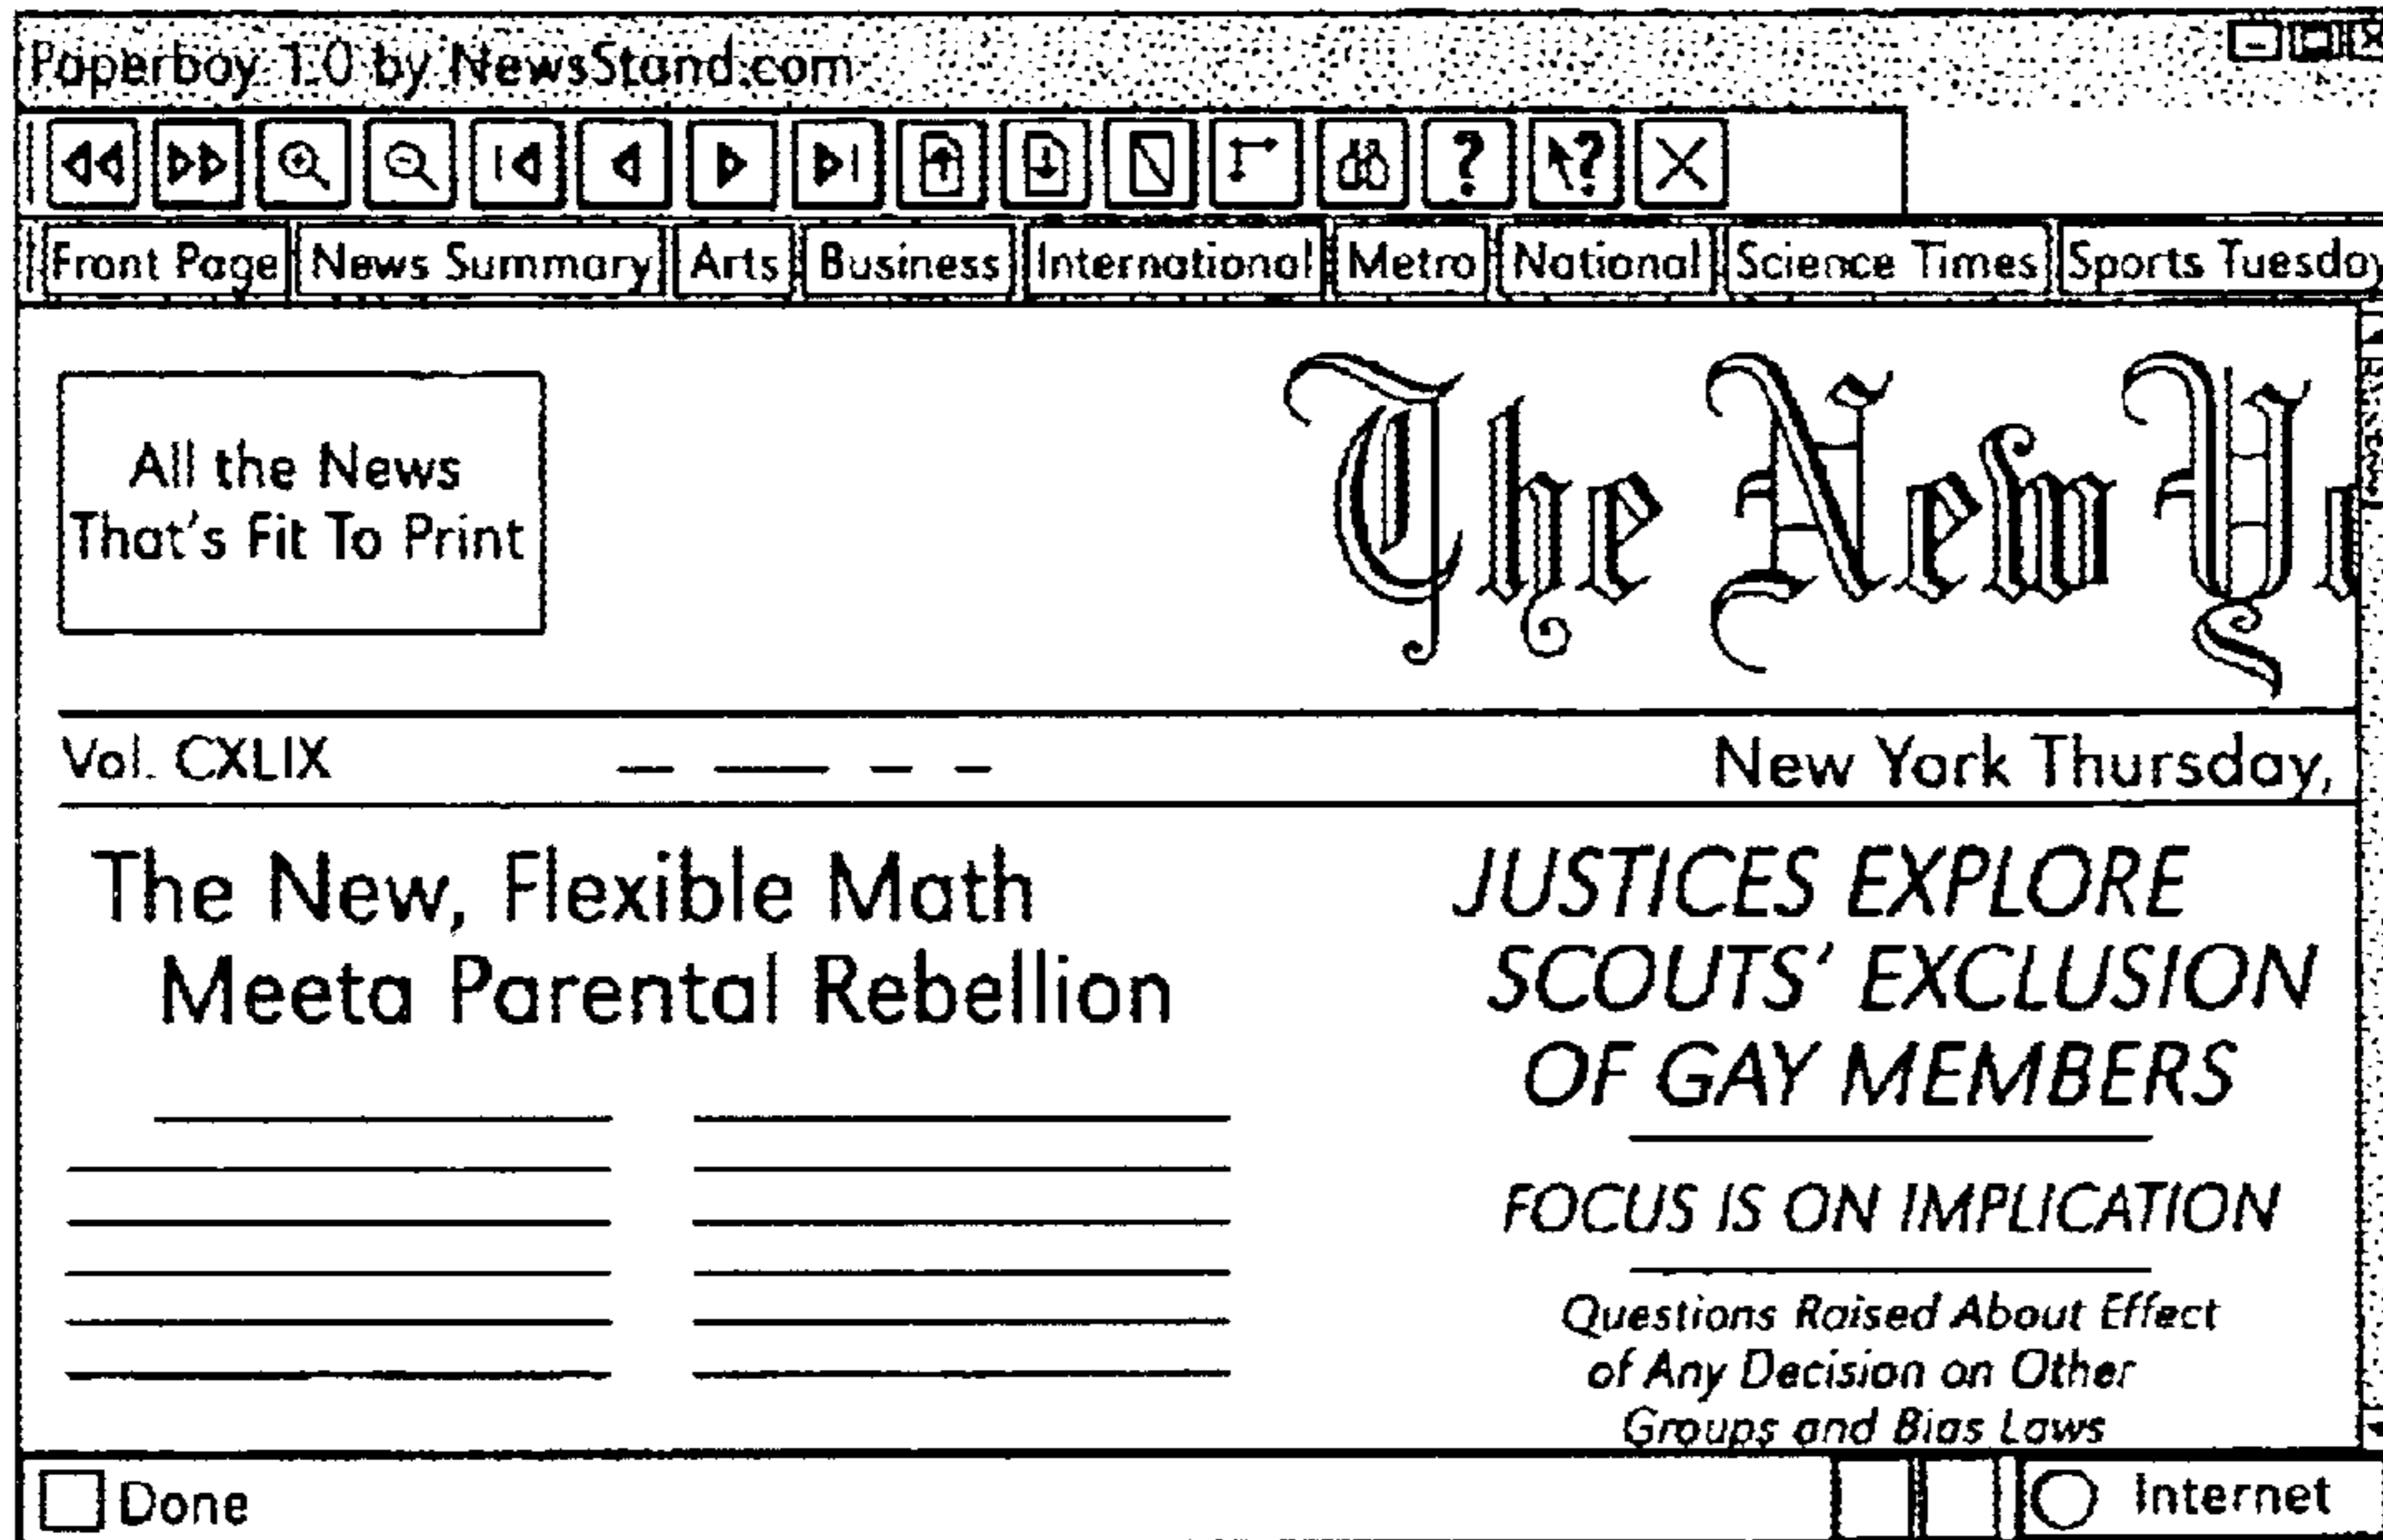 Paperboy 1.0 by NewsStand.com
Front Page News Summary Arts Business International Metro National Science Times Sports Tuesday
All the News
That's Fit To Print
The New Yo
Vol. CXLIX New York Thursday,
The New, Flexible Math
Meeta Parental Rebellion
JUSTICES EXPLORE
SCOUTS' EXCLUSION
OF GAY MEMBERS
FOCUS IS ON IMPLICATION
Questions Raised About Effect
of Any Decision on Other
Groups and Bias Laws
Done Internet